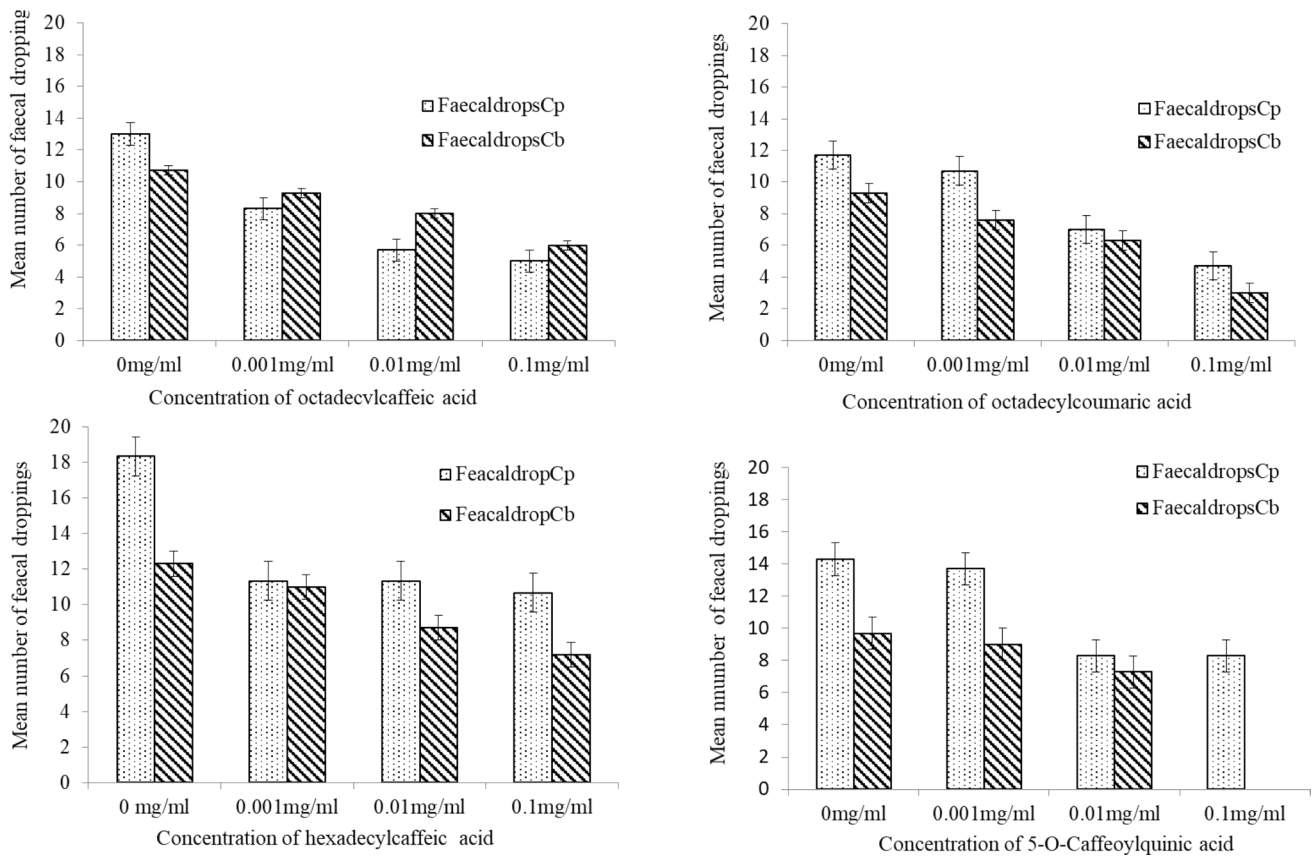 Mean number of faecal dropping
20
18
16
14
12
10
8
6
4
2
0
FaecaldropsCp
FaecaldropsCb
0mg/ml 0.001mg/ml 0.01mg/ml 0.1mg/ml
Concentration of octadecvlcaffeic acid
Mean number of faecal droppings
20
18
16
14
12
10
8
6
4
2
0
FaecaldropsCp
FaecaldropsCb
0mg/ml 0.001mg/ml 0.01mg/ml 0.1mg/ml
Concentration of octadecylcoumaric acid
Mean number of feacal droppings
20
18
16
14
12
10
8
6
4
2
0
FeacaldropCp
FeacaldropCb
0 mg/ml 0.001mg/ml 0.01mg/ml 0.1mg/ml
Concentration of hexadecylcaffeic acid
Mean mnumber of feacal droppings
20
18
16
14
12
10
8
6
4
2
0
FaecaldropsCp
FaecaldropsCb
0mg/ml 0.001mg/ml 0.01mg/ml 0.1mg/ml
Concentration of 5-O-Caffeoylquinic acid